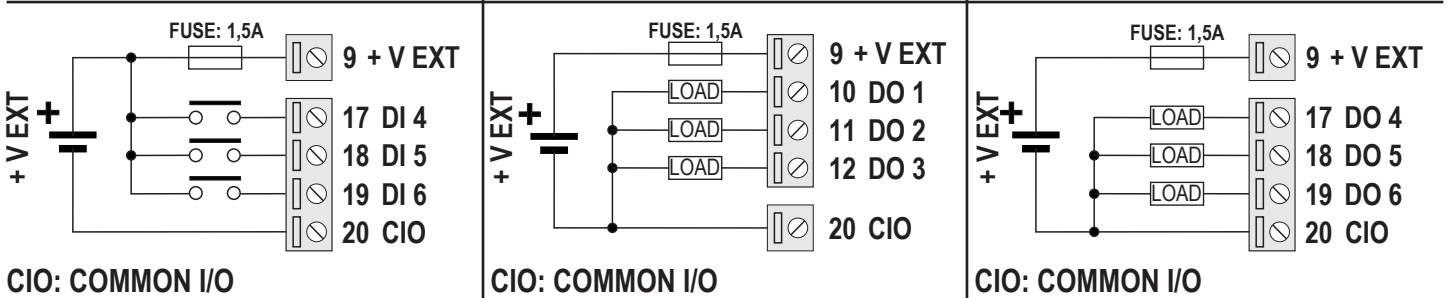 FUSE: 1,5A
9 + V EXT
+ V EXT
+
17 DI 4
18 DI 5
19 DI 6
20 CIO
CIO: COMMON I/O
FUSE: 1,5A
9 + V EXT
+ V EXT
+
LOAD
10 DO 1
LOAD
11 DO 2
LOAD
12 DO 3
20 CIO
CIO: COMMON I/O
FUSE: 1,5A
9 + V EXT
+ V EXT
+
LOAD
17 DO 4
LOAD
18 DO 5
LOAD
19 DO 6
20 CIO
CIO: COMMON I/O